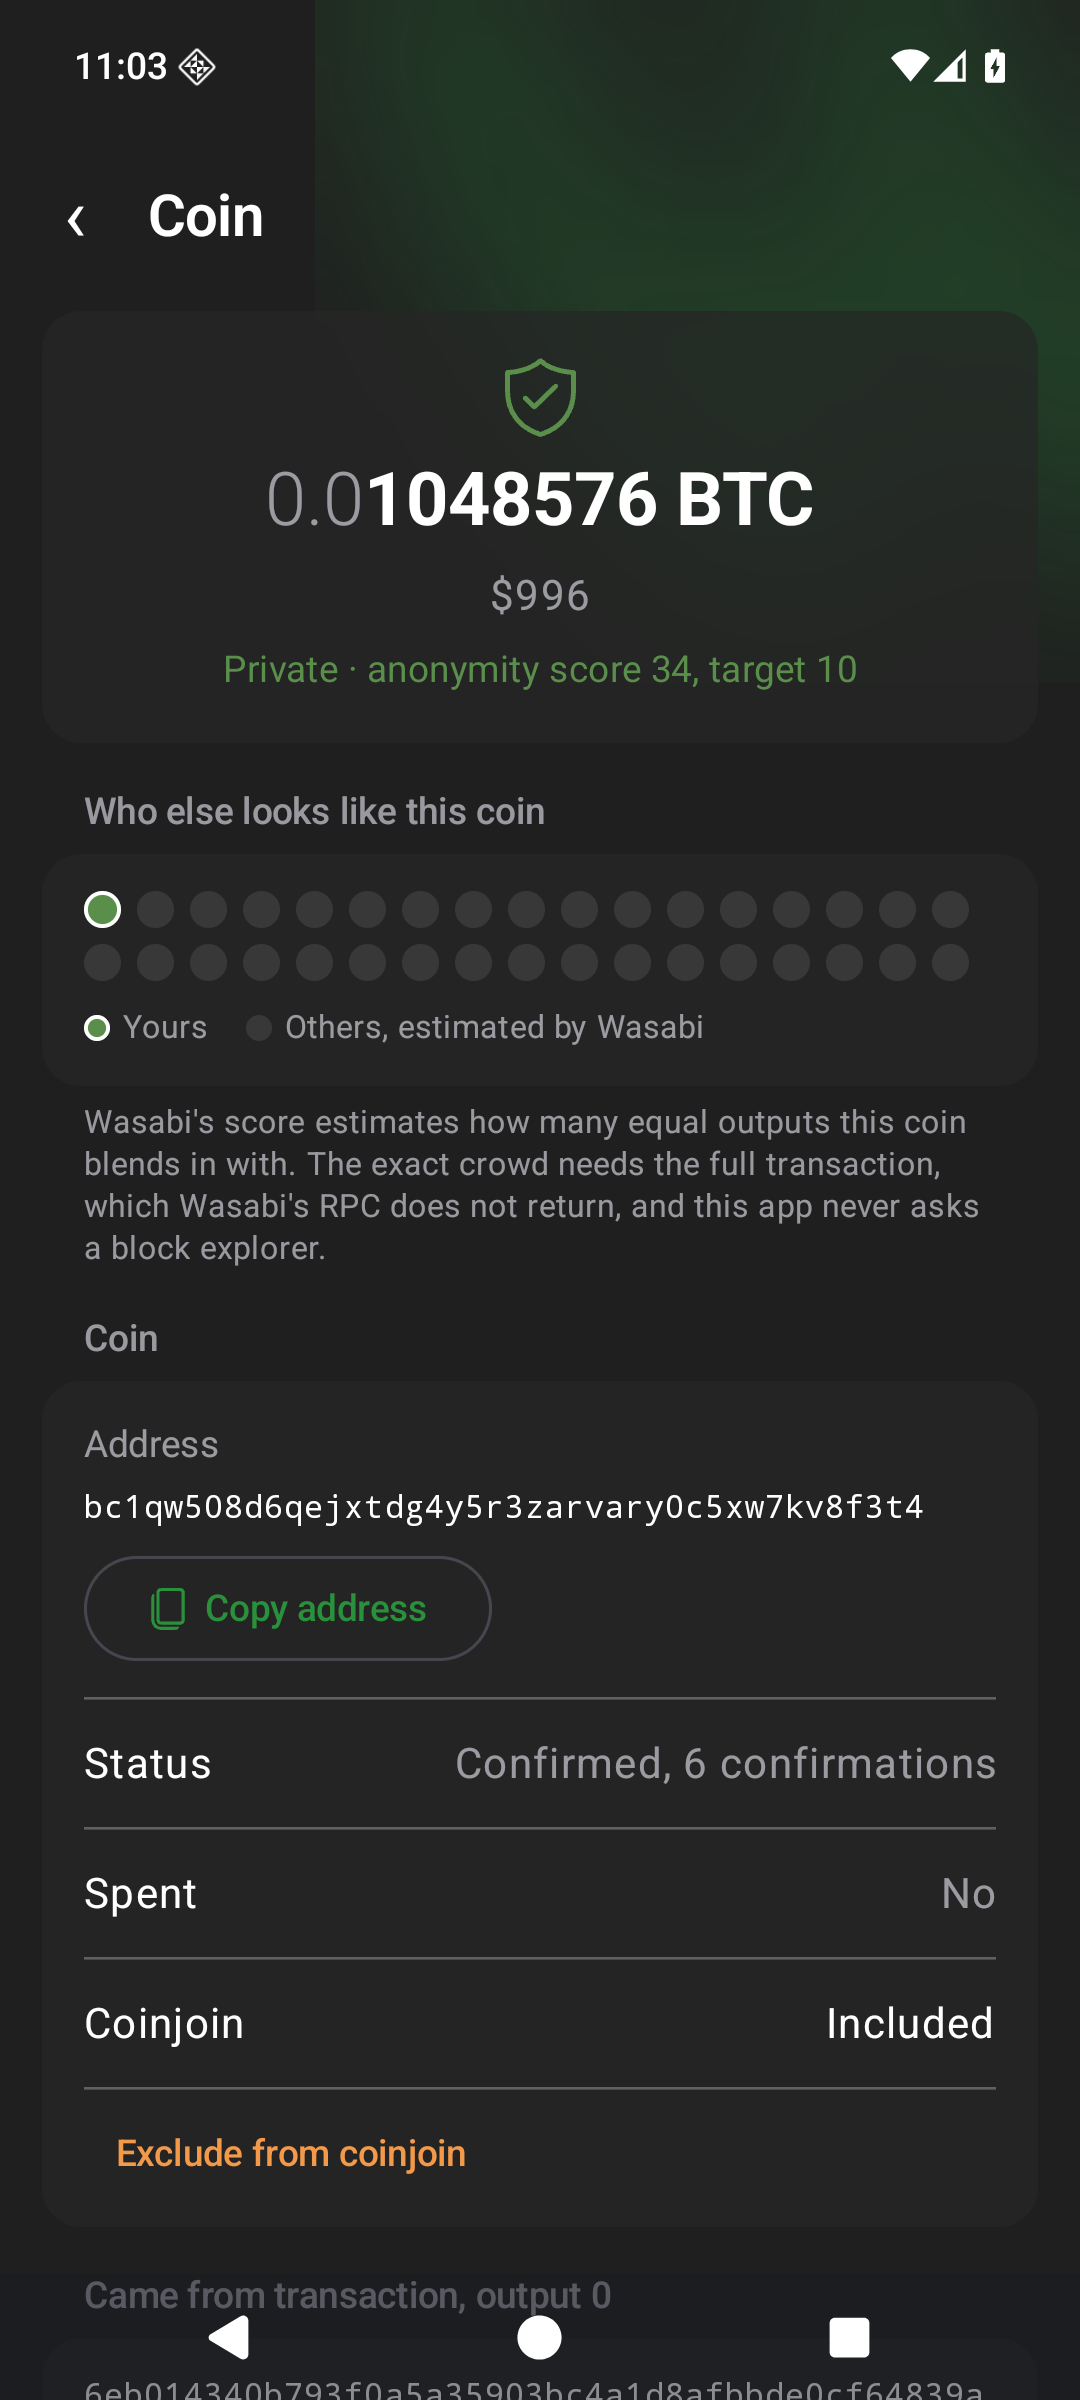 11:03
Coin
0.01048576 BTC
$996
Private · anonymity score 34, target 10
Who else looks like this coin
Yours
Others, estimated by Wasabi
Wasabi's score estimates how many equal outputs this coin
blends in with. The exact crowd needs the full transaction,
which Wasabi's RPC does not return, and this app never asks
a block explorer.
Coin
Address
bc1qw508d6qejxtdg4y5r3zarvary0c5xw7kv8f3t4
Copy address
Status
Confirmed, 6 confirmations
Spent
No
Coinjoin
Included
Exclude from coinjoin
Came from transaction, output 0
6eb014340b793f0a5a35903bc4a1d8afbbde0cf64839a